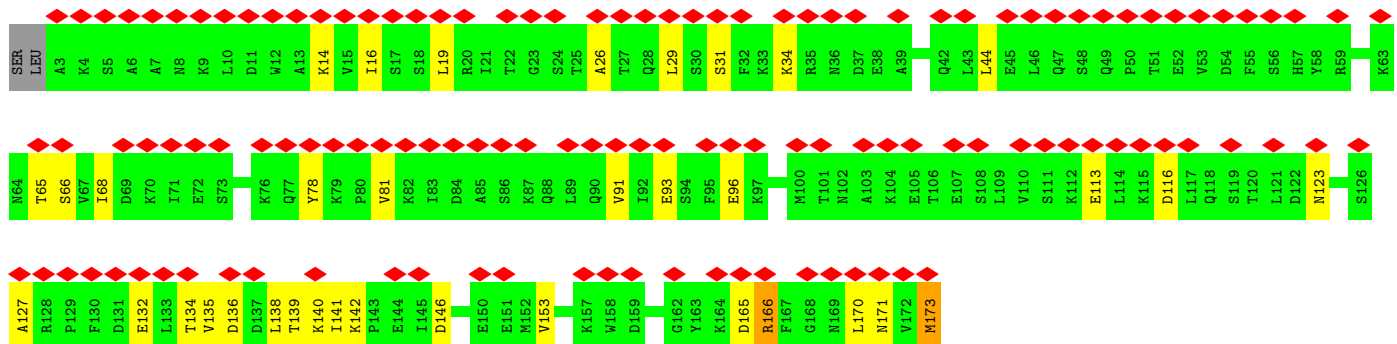 SER LEU A3 K4 S5 A6 A7 N8 K9 L10 D11 W12 A13 K14 V15 I16 S17 S18 L19 R20 I21 T22 G23 S24 T25 A26 T27 Q28 L29 S30 S31 F32 K33 K34 R35 N36 D37 E38 A39 Q42 L43 L44 E45 L46 Q47 S48 Q49 P50 T51 E52 V53 D54 F55 S56 H57 Y58 R59 K63
N64 T65 S66 V67 I68 D69 K70 I71 E72 S73 K76 Q77 Y78 K79 P80 V81 K82 I83 D84 A85 S86 K87 Q88 L89 Q90 V91 I92 E93 S94 F95 E96 K97 M100 T101 N102 A103 K104 E105 T106 E107 S108 L109 V110 S111 K112 E113 L114 K115 D116 L117 Q118 S119 T120 L121 D122 N123 S126
A127 R128 P129 F130 D131 E132 L133 T134 V135 D136 D137 L138 T139 K140 I141 K142 P143 E144 I145 D146 E150 E151 M152 V153 K157 W158 D159 G162 Y163 K164 D165 R166 F167 G168 N169 L170 N171 V172 M173